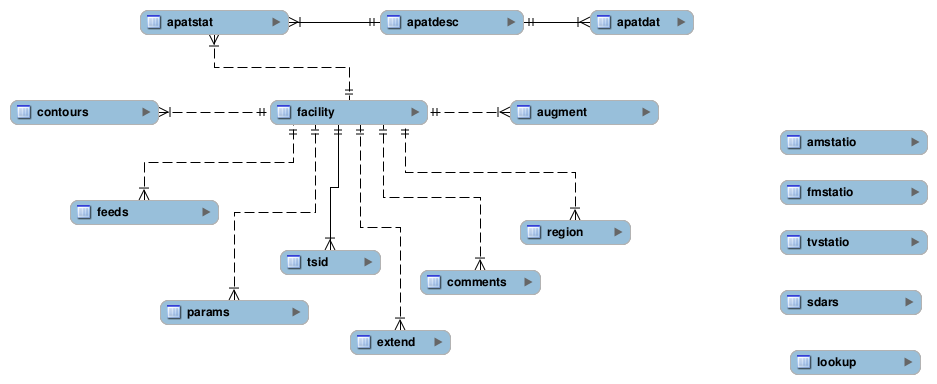 apatstat
apatdesc
apatdat
contours
facility
augment
amstatio
fmstatio
feeds
region
tvstatio
tsid
comments
sdars
params
extend
lookup